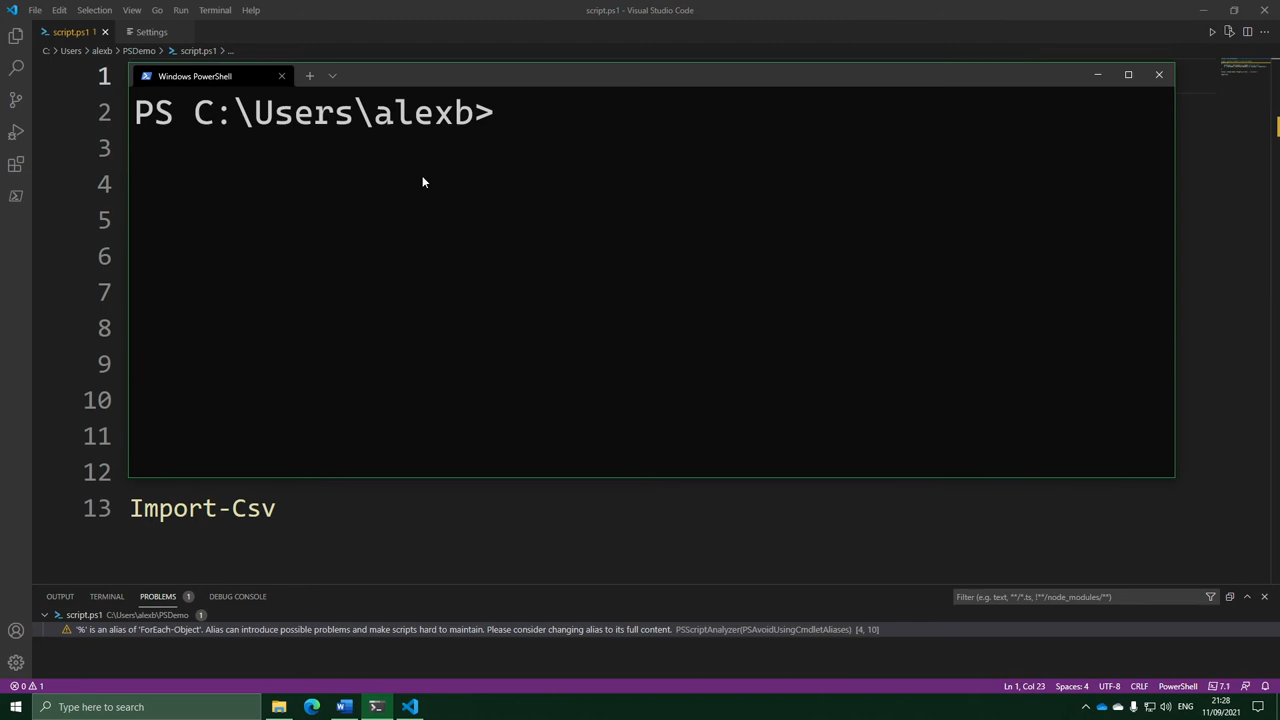 File Edit Selection View Go Run Terminal Help
script.ps1 - Visual Studio Code
script.ps1 1
Settings
C: > Users > alexb > PSDemo > script.ps1 > ...
Windows PowerShell
PS C:\Users\alexb>
1
2
3
4
5
6
7
8
9
10
11
12
13 Import-Csv
OUTPUT TERMINAL PROBLEMS 1 DEBUG CONSOLE
Filter (e.g. text, **/*.ts, !**/node_modules/**)
script.ps1 C:\Users\alexb\PSDemo 1
'%' is an alias of 'ForEach-Object'. Alias can introduce possible problems and make scripts hard to maintain. Please consider changing alias to its full content. PSScriptAnalyzer(PSAvoidUsingCmdletAliases) [4, 10]
0 1
Ln 1, Col 23 Spaces: 4 UTF-8 CRLF PowerShell 7.1
Type here to search
ENG
21:28
11/09/2021